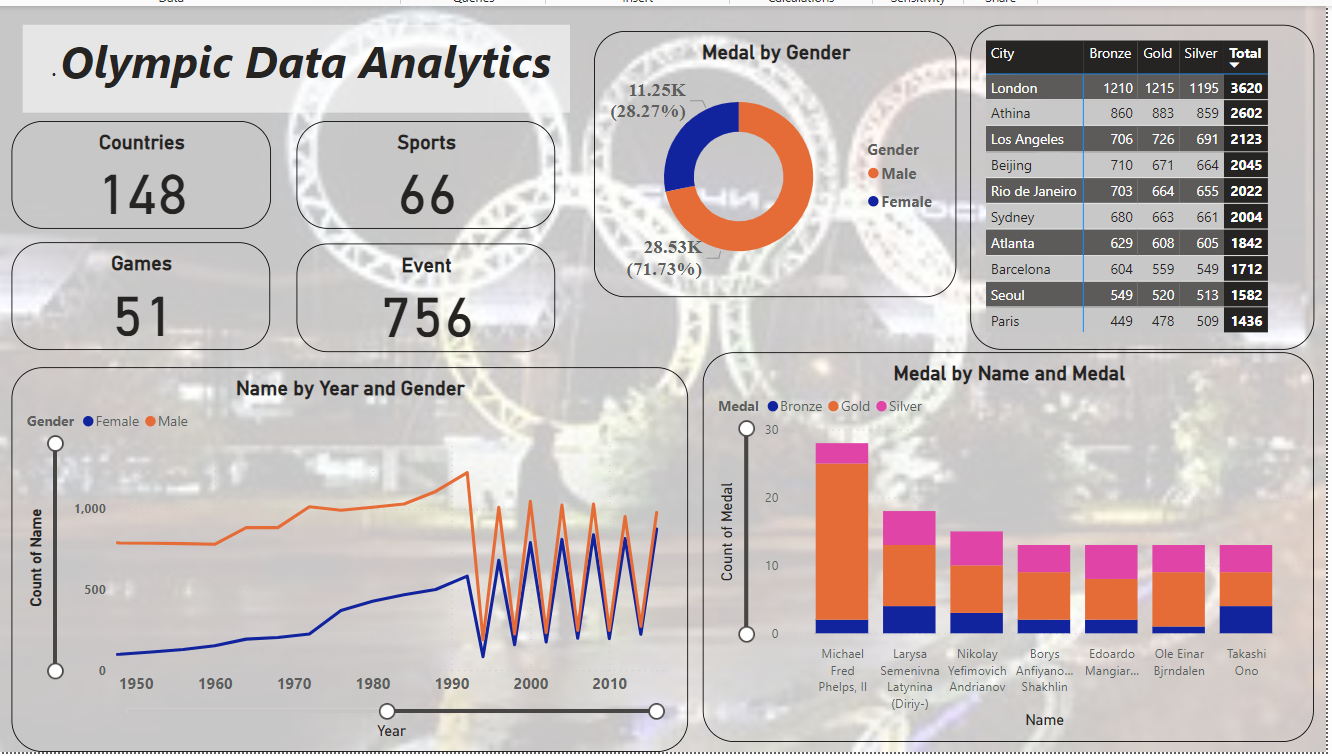 Data Queries Insert Calculations Sensitivity Share
.Olympic Data Analytics
Countries
148
Sports
66
Games
51
Event
756
Medal by Gender
11.25K
(28.27%)
28.53K
(71.73%)
Gender
Male
Female
City Bronze Gold Silver Total
London 1210 1215 1195 3620
Athina 860 883 859 2602
Los Angeles 706 726 691 2123
Beijing 710 671 664 2045
Rio de Janeiro 703 664 655 2022
Sydney 680 663 661 2004
Atlanta 629 608 605 1842
Barcelona 604 559 549 1712
Seoul 549 520 513 1582
Paris 449 478 509 1436
Name by Year and Gender
Gender Female Male
Count of Name
1,000
500
0
1950 1960 1970 1980 1990 2000 2010
Year
Medal by Name and Medal
Medal Bronze Gold Silver
Count of Medal
30
20
10
0
Michael
Fred
Phelps, II
Larysa
Semenivna
Latynina
(Diriy-)
Nikolay
Yefimovich
Andrianov
Borys
Anfiyano...
Shakhlin
Edoardo
Mangiar...
Ole Einar
Bjrndalen
Takashi
Ono
Name